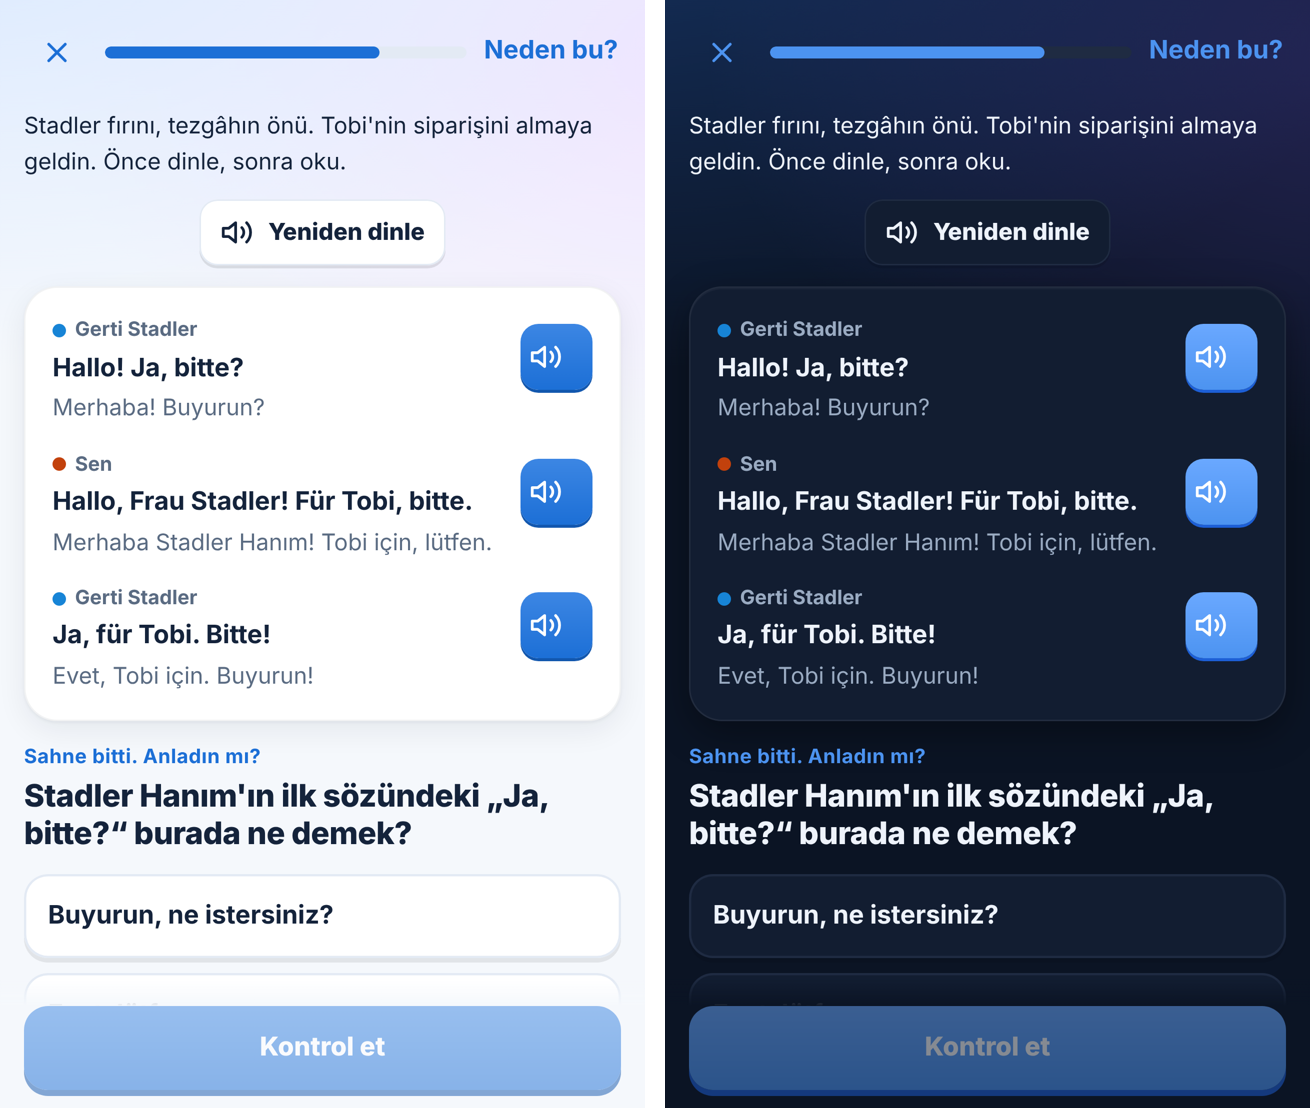 Neden bu?
Stadler fırını, tezgâhın önü. Tobi'nin siparişini almaya
geldin. Önce dinle, sonra oku.
Yeniden dinle
Gerti Stadler
Hallo! Ja, bitte?
Merhaba! Buyurun?
Sen
Hallo, Frau Stadler! Für Tobi, bitte.
Merhaba Stadler Hanım! Tobi için, lütfen.
Gerti Stadler
Ja, für Tobi. Bitte!
Evet, Tobi için. Buyurun!
Sahne bitti. Anladın mı?
Stadler Hanım'ın ilk sözündeki „Ja,
bitte?“ burada ne demek?
Buyurun, ne istersiniz?
Kontrol et
Neden bu?
Stadler fırını, tezgâhın önü. Tobi'nin siparişini almaya
geldin. Önce dinle, sonra oku.
Yeniden dinle
Gerti Stadler
Hallo! Ja, bitte?
Merhaba! Buyurun?
Sen
Hallo, Frau Stadler! Für Tobi, bitte.
Merhaba Stadler Hanım! Tobi için, lütfen.
Gerti Stadler
Ja, für Tobi. Bitte!
Evet, Tobi için. Buyurun!
Sahne bitti. Anladın mı?
Stadler Hanım'ın ilk sözündeki „Ja,
bitte?“ burada ne demek?
Buyurun, ne istersiniz?
Kontrol et